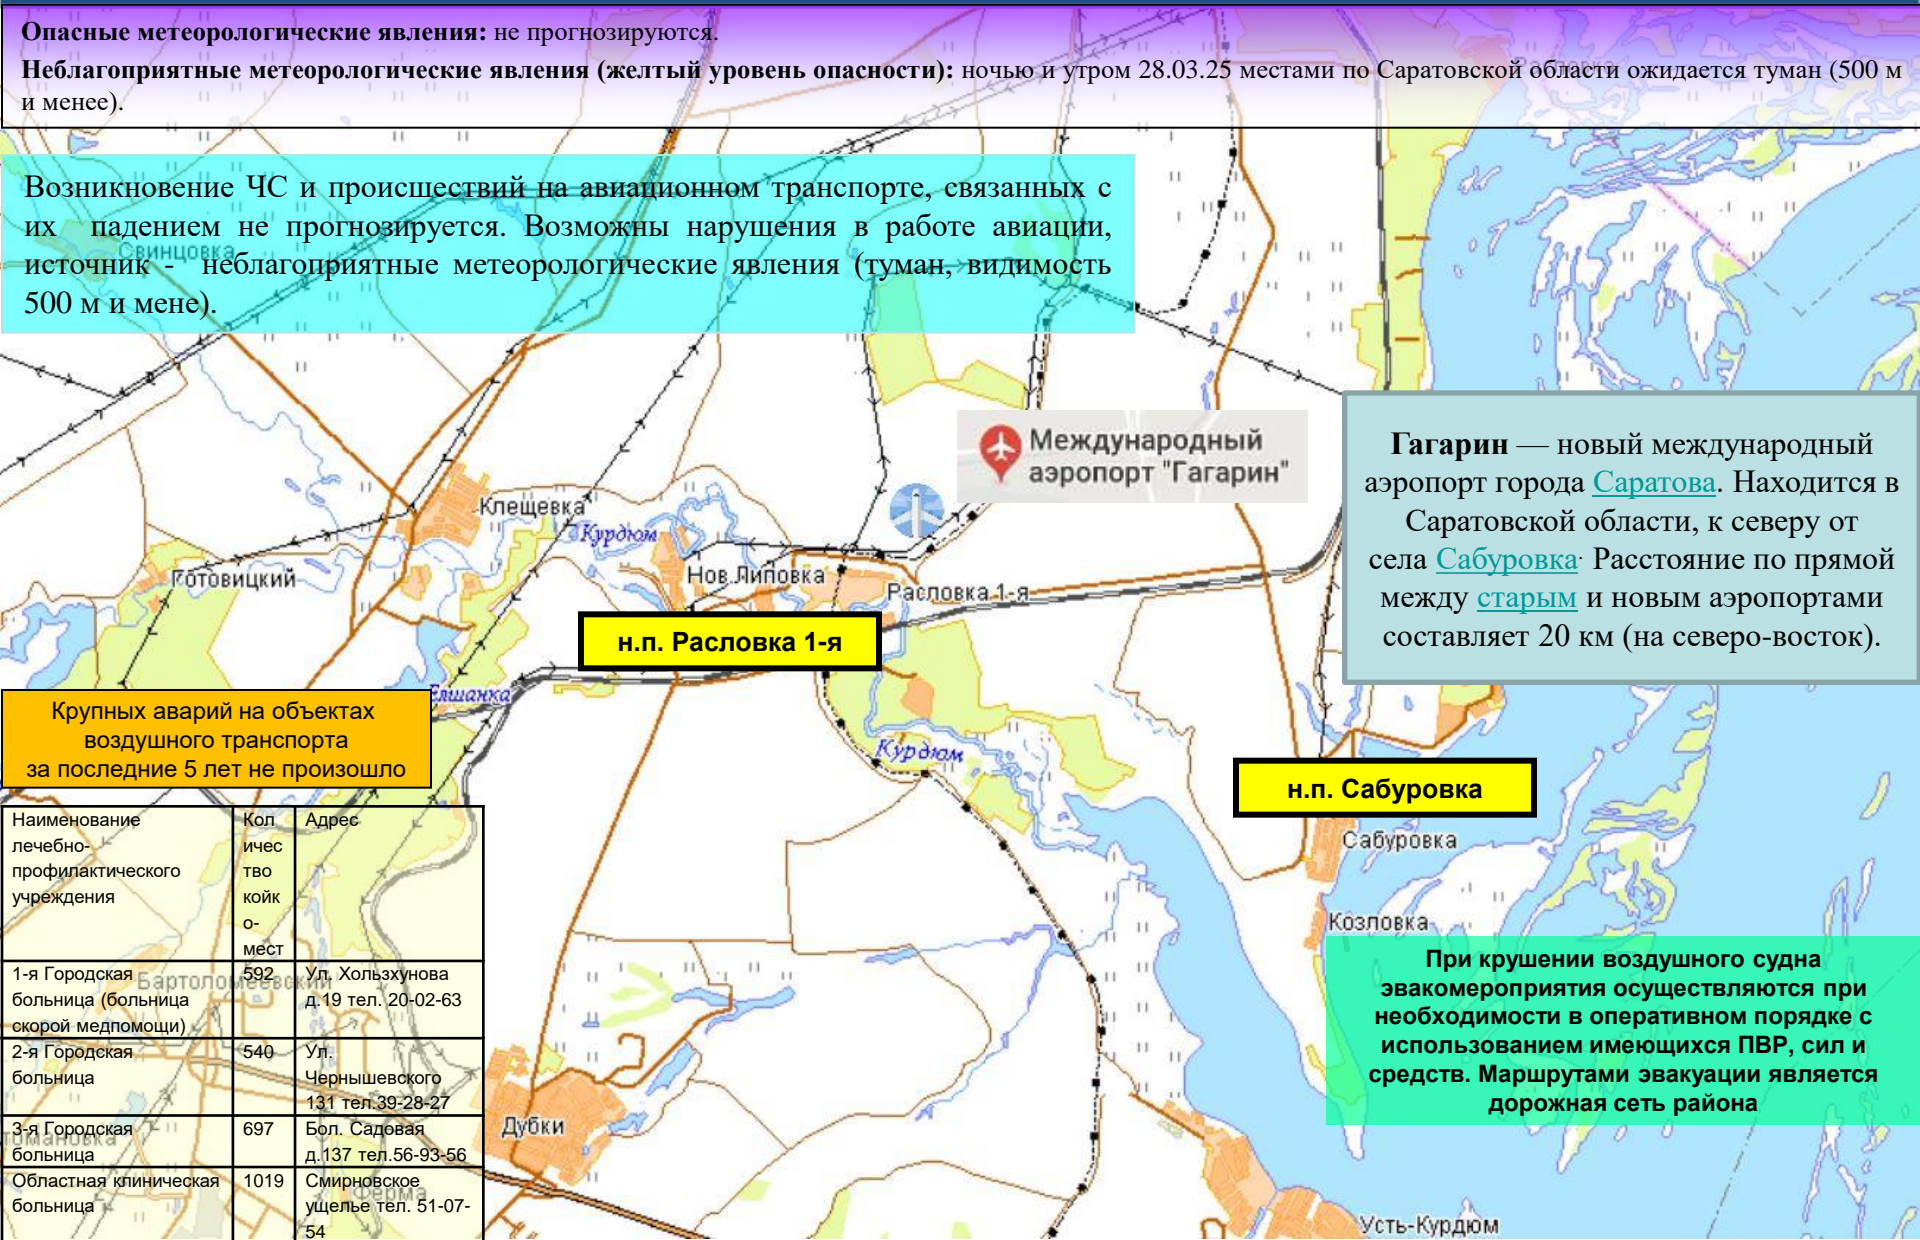 Опасные метеорологические явления: не прогнозируются.
Неблагоприятные метеорологические явления (желтый уровень опасности): ночью и утром 28.03.25 местами по Саратовской области ожидается туман (500 м
и менее).
Возникновение ЧС и происшествий на авиационном транспорте, связанных с
их падением не прогнозируется. Возможны нарушения в работе авиации,
источник - неблагоприятные метеорологические явления (туман, видимость
500 м и мене).
Свинцовка
Международный
аэропорт "Гагарин"
Гагарин — новый международный
аэропорт города Саратова. Находится в
Саратовской области, к северу от
села Сабуровка. Расстояние по прямой
между старым и новым аэропортами
составляет 20 км (на северо-восток).
Клещевка
Курдюм
Готовицкий
Нов.Липовка
Расловка 1-я
н.п. Расловка 1-я
Елшанка
Крупных аварий на объектах
воздушного транспорта
за последние 5 лет не произошло
Курдюм
н.п. Сабуровка
Сабуровка
Козловка
Наименование
лечебно-
профилактического
учреждения
Кол
ичес
тво
койк
о-
мест
Адрес
1-я Городская
больница (больница
скорой медпомощи)
592
Ул. Хользхунова
д.19 тел. 20-02-63
2-я Городская
больница
540
Ул.
Чернышевского
131 тел.39-28-27
3-я Городская
больница
697
Бол. Садовая
д.137 тел.56-93-56
Областная клиническая
больница
1019
Смирновское
ущелье тел. 51-07-
54
Бартоломеевский
Ферма
Дубки
При крушении воздушного судна
эвакомероприятия осуществляются при
необходимости в оперативном порядке с
использованием имеющихся ПВР, сил и
средств. Маршрутами эвакуации является
дорожная сеть района
Усть-Курдюм